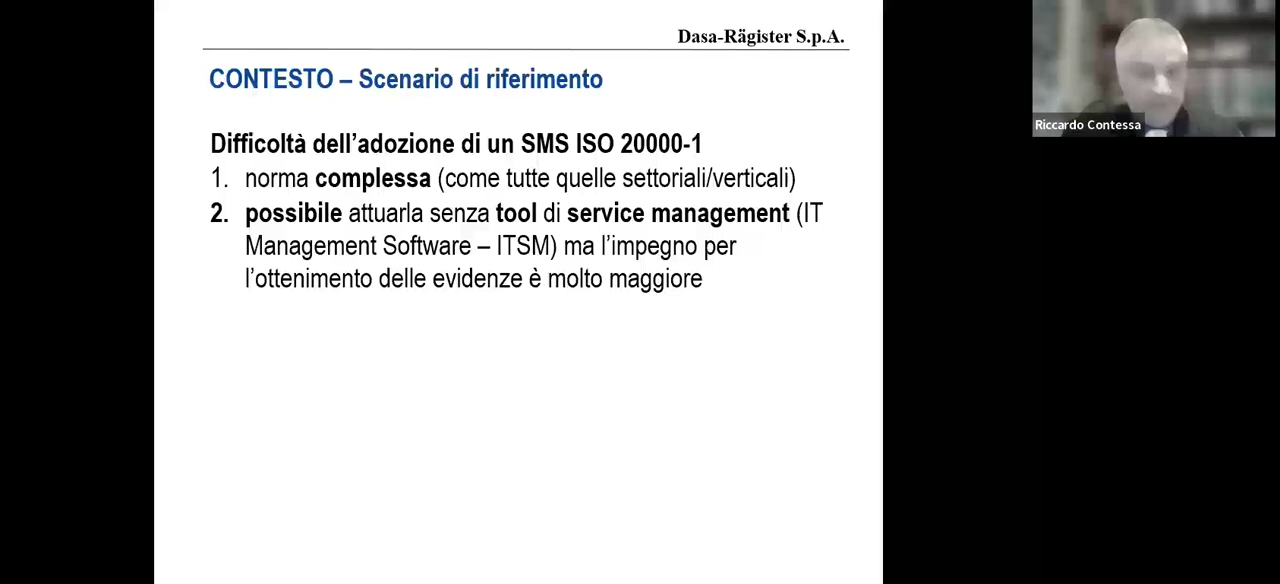 Dasa-Rägister S.p.A.
CONTESTO – Scenario di riferimento
Difficoltà dell’adozione di un SMS ISO 20000-1
1. norma complessa (come tutte quelle settoriali/verticali)
2. possibile attuarla senza tool di service management (IT
Management Software – ITSM) ma l’impegno per
l’ottenimento delle evidenze è molto maggiore
Riccardo Contessa